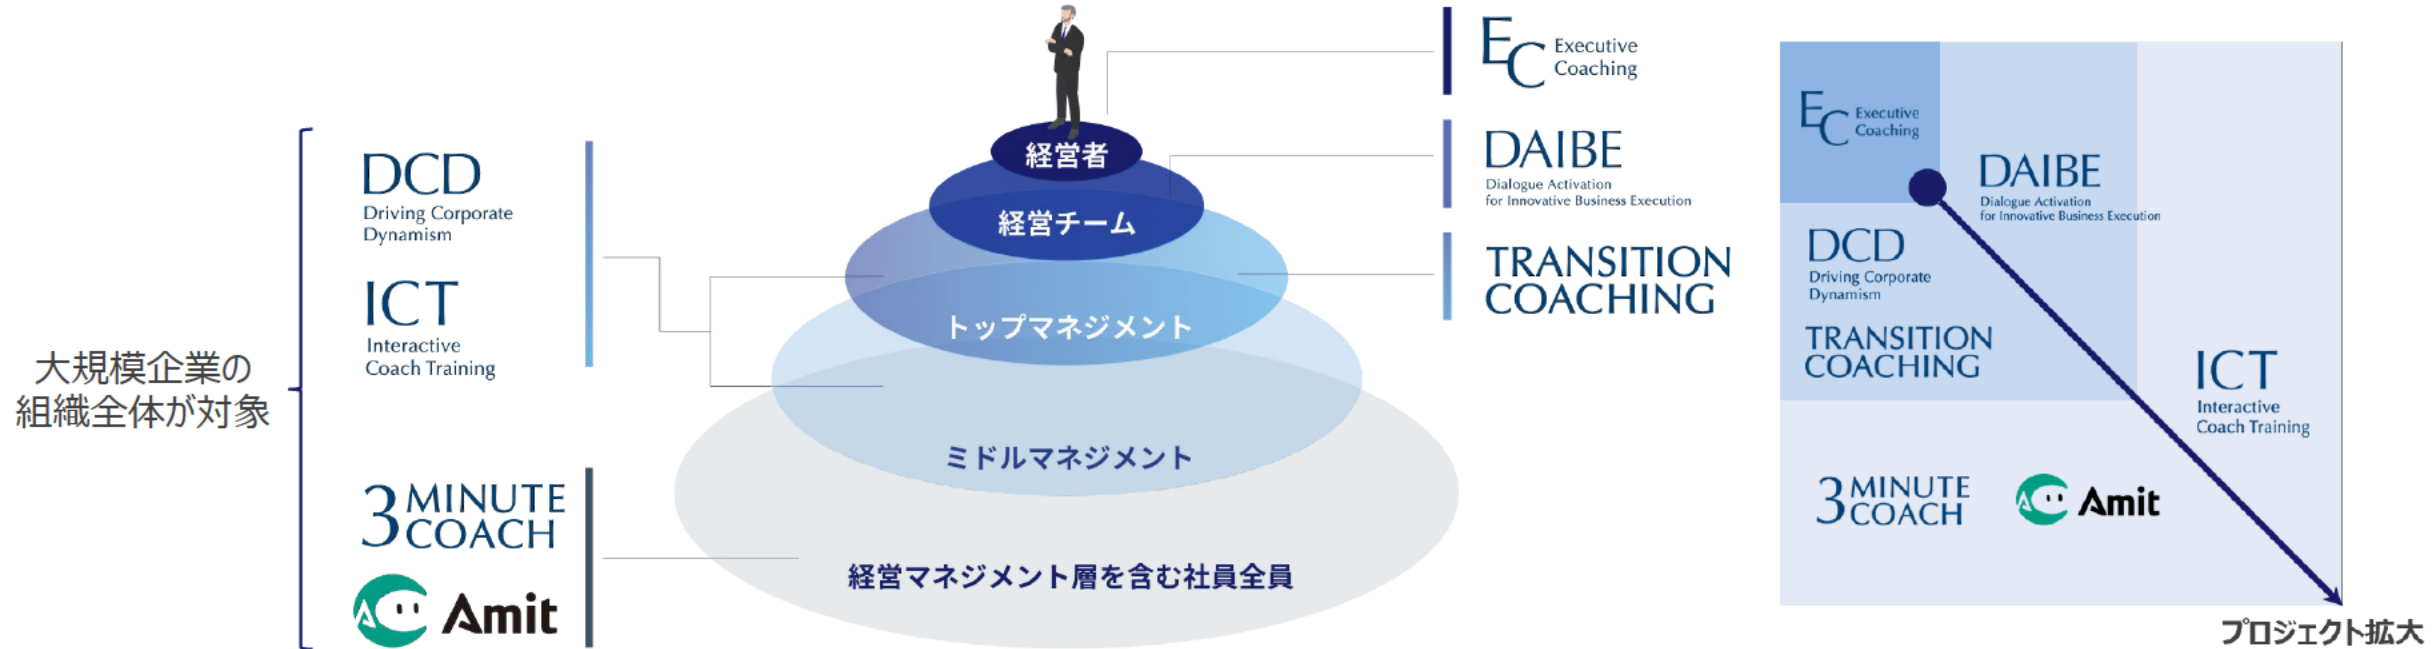 大規模企業の
組織全体が対象
DCD
Driving Corporate
Dynamism
ICT
Interactive
Coach Training
3 MINUTE
COACH
AC Amit
経営者
経営チーム
トップマネジメント
ミドルマネジメント
経営マネジメント層を含む社員全員
EC Executive
Coaching
DAIBE
Dialogue Activation
for Innovative Business Execution
TRANSITION
COACHING
EC Executive
Coaching
DAIBE
Dialogue Activation
for Innovative Business Execution
DCD
Driving Corporate
Dynamism
TRANSITION
COACHING
ICT
Interactive
Coach Training
3 MINUTE
COACH
AC Amit
プロジェクト拡大